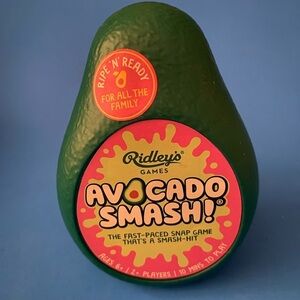 RIPE 'N' READY
FOR ALL THE
FAMILY
Ridley's
GAMES
AVOCADO
SMASH!®
THE FAST-PACED SNAP GAME
THAT'S A SMASH-HIT
AGES 6+ / 2+ PLAYERS / 10 MINS TO PLAY